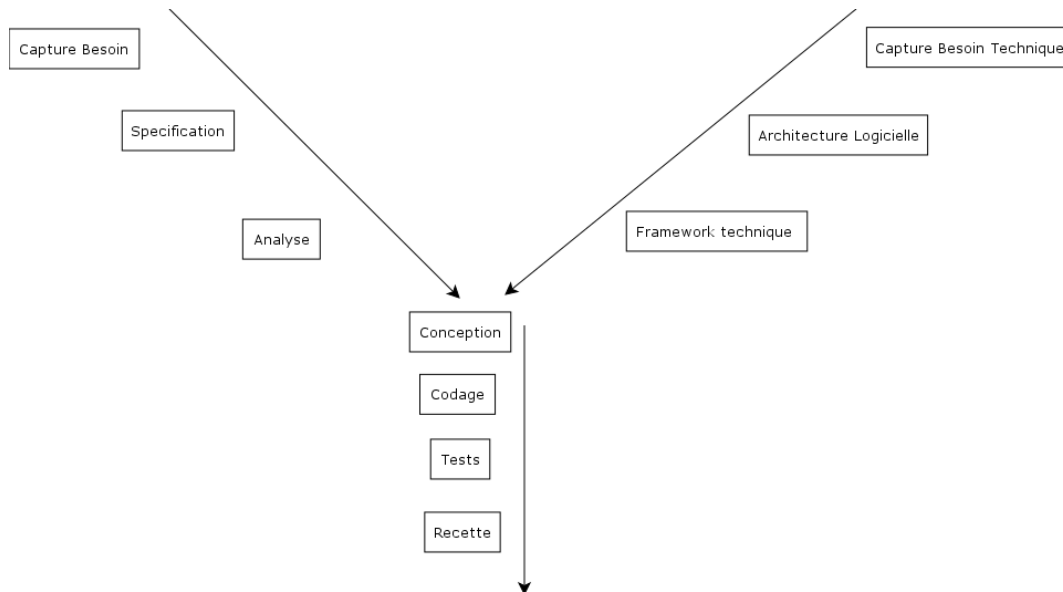 Capture Besoin
Capture Besoin Technique
Specification
Architecture Logicielle
Analyse
Framework technique
Conception
Codage
Tests
Recette